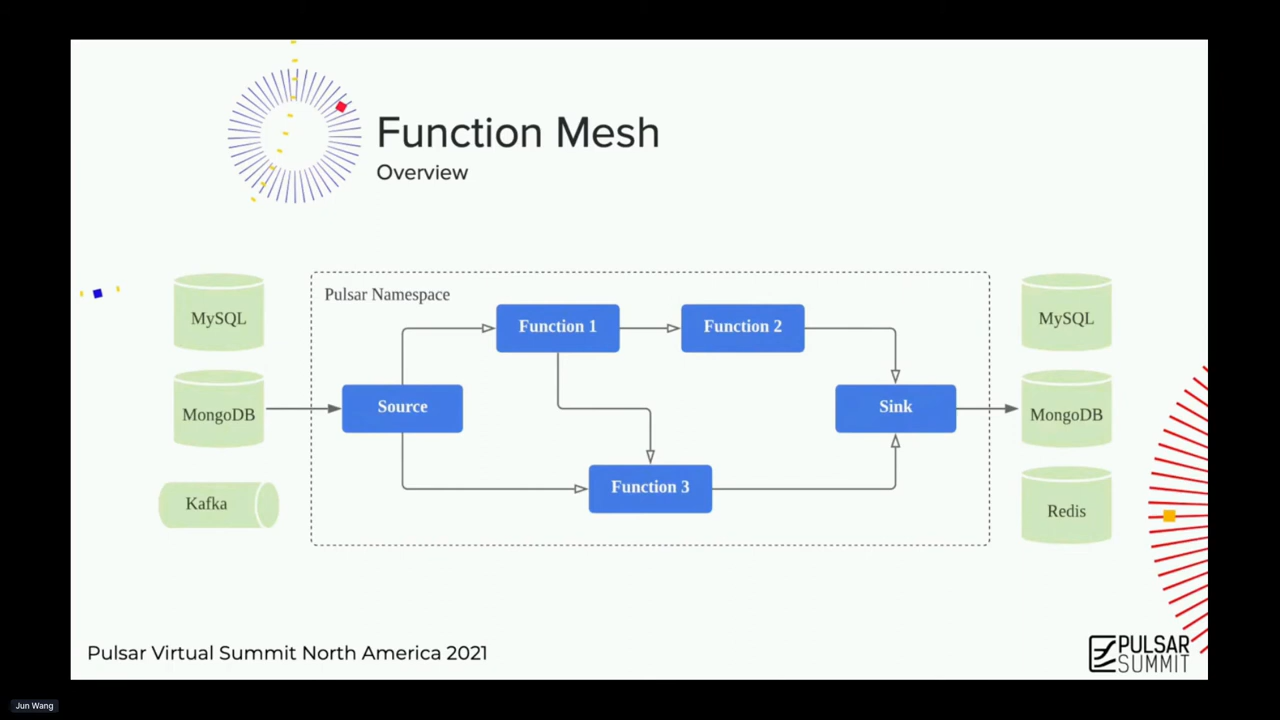 Function Mesh
Overview
MySQL
MongoDB
Kafka
Pulsar Namespace
Function 1
Function 2
Source
Sink
Function 3
MySQL
MongoDB
Redis
Pulsar Virtual Summit North America 2021
PULSAR
SUMMIT
Jun Wang